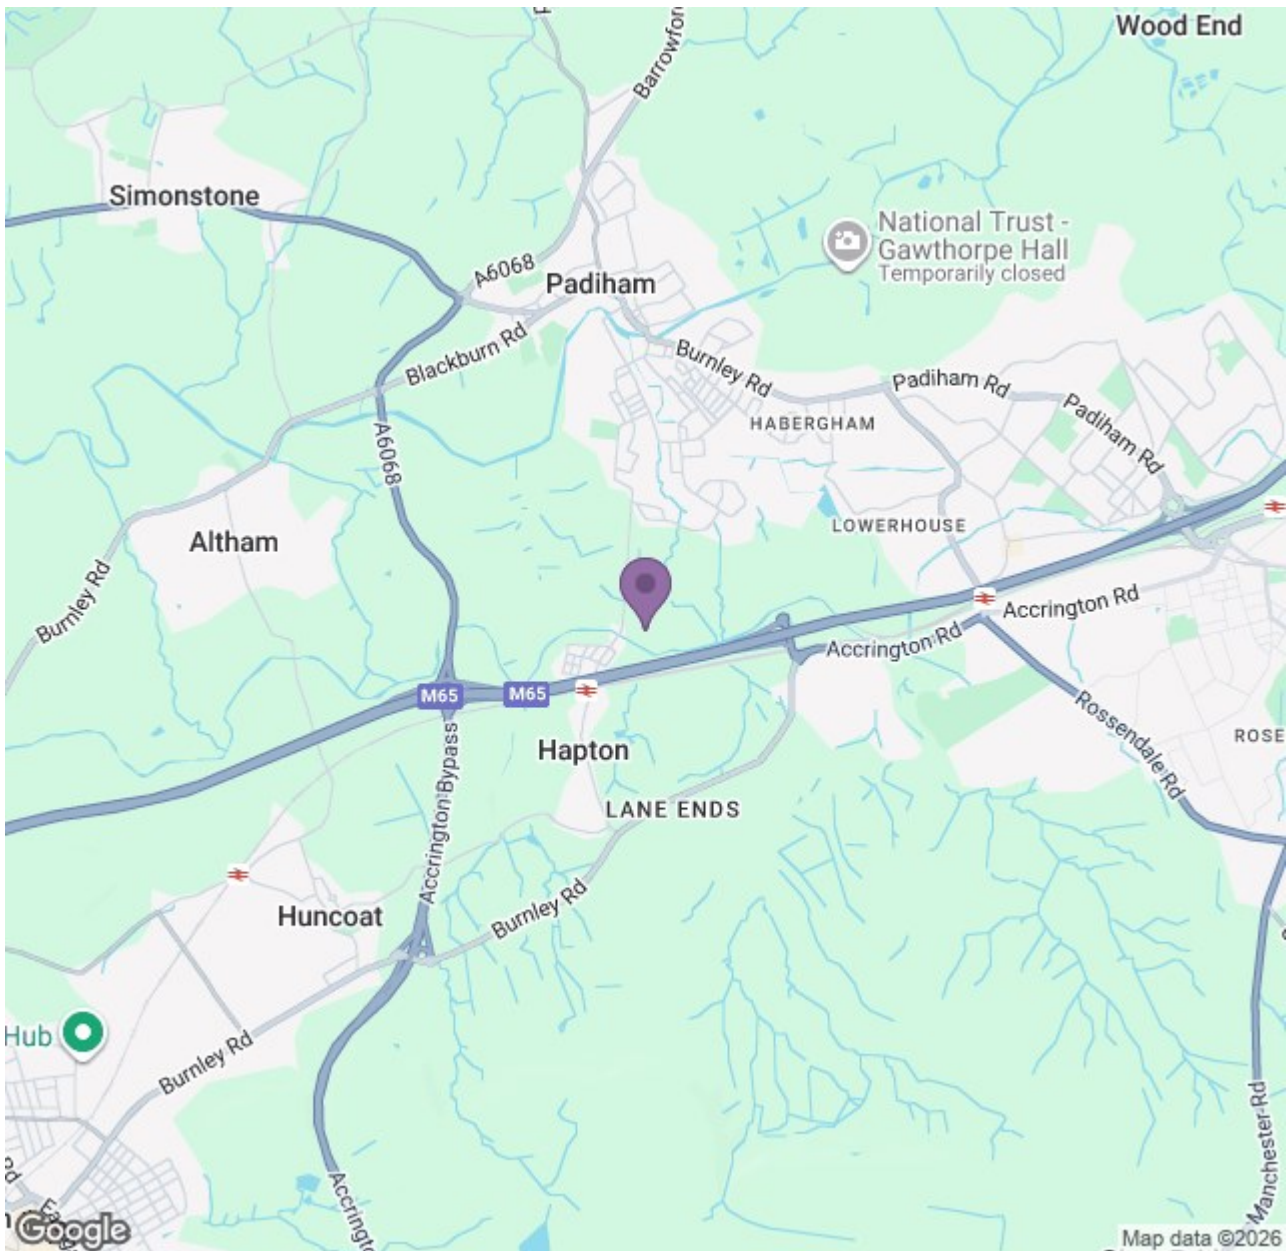 Wood End
Barrowfor
Simonstone
National Trust -
Gawthorpe Hall
Temporarily closed
A6068
Padiham
Blackburn Rd
Burnley Rd
Padiham Rd
Padiham Rd
HABERGHAM
A6068
LOWERHOUSE
Altham
Burnley Rd
Accrington Rd
Accrington Rd
M65
M65
Rossendale Rd
ROSE
Hapton
Accrington Bypass
LANE ENDS
Burnley Rd
Huncoat
Hub
Burnley Rd
Manchester Rd
Accringto
Rd
Google
Map data ©2026